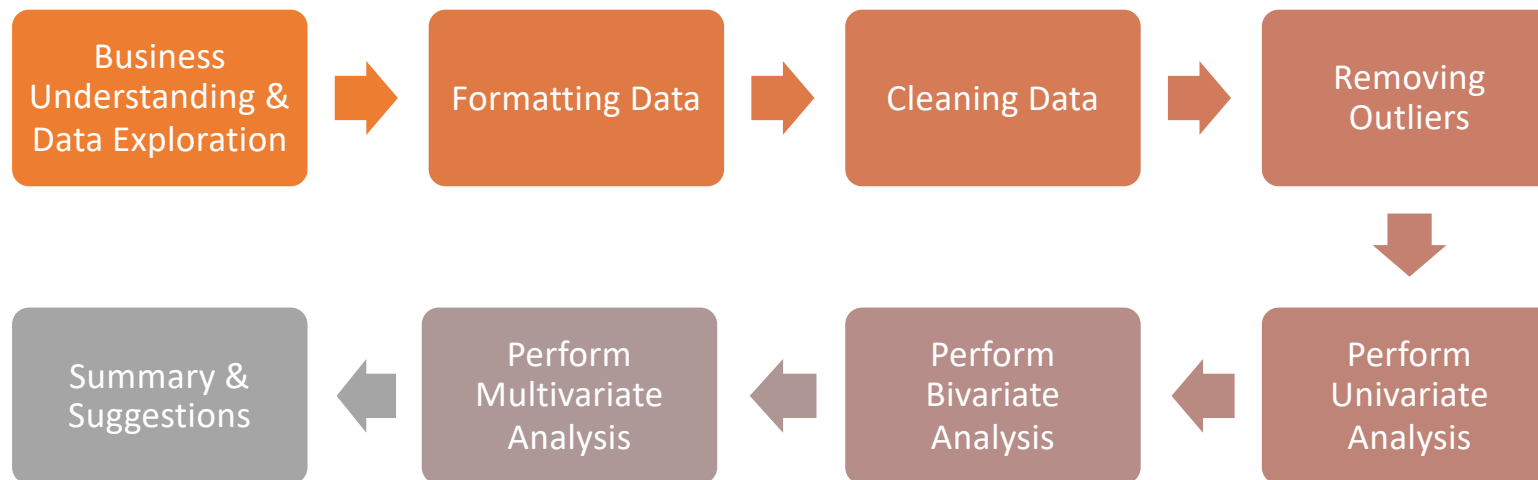 Business
Understanding &
Data Exploration
Formatting Data
Cleaning Data
Removing
Outliers
Perform
Univariate
Analysis
Perform
Bivariate
Analysis
Perform
Multivariate
Analysis
Summary &
Suggestions